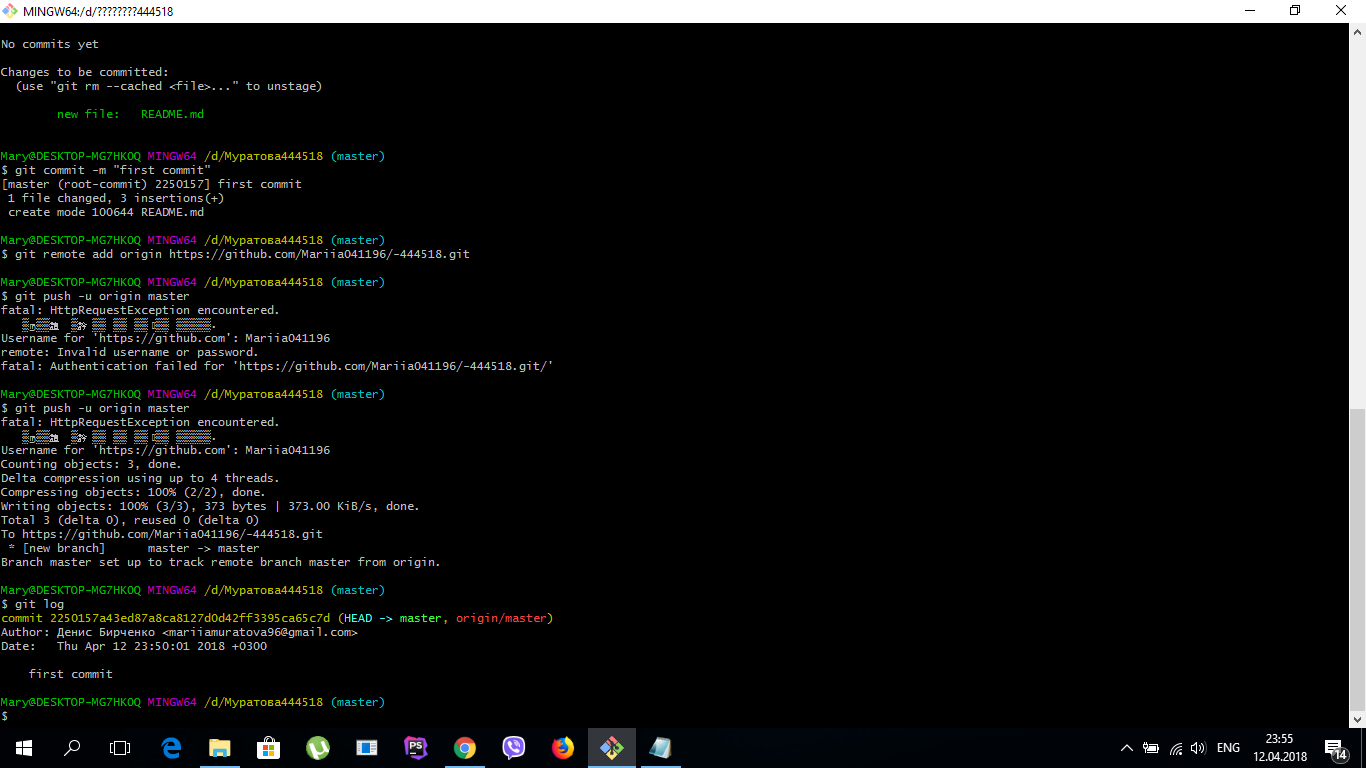 MINGW64:/d/????????444518
No commits yet
Changes to be committed:
(use "git rm --cached <file>..." to unstage)
new file:   README.md
Mary@DESKTOP-MG7HKOQ MINGW64 /d/Муратова444518 (master)
$ git commit -m "first commit"
[master (root-commit) 2250157] first commit
1 file changed, 3 insertions(+)
create mode 100644 README.md
Mary@DESKTOP-MG7HKOQ MINGW64 /d/Муратова444518 (master)
$ git remote add origin https://github.com/Mariia041196/-444518.git
Mary@DESKTOP-MG7HKOQ MINGW64 /d/Муратова444518 (master)
$ git push -u origin master
fatal: HttpRequestException encountered.
Username for 'https://github.com': Mariia041196
remote: Invalid username or password.
fatal: Authentication failed for 'https://github.com/Mariia041196/-444518.git/'
Mary@DESKTOP-MG7HKOQ MINGW64 /d/Муратова444518 (master)
$ git push -u origin master
fatal: HttpRequestException encountered.
Username for 'https://github.com': Mariia041196
Counting objects: 3, done.
Delta compression using up to 4 threads.
Compressing objects: 100% (2/2), done.
Writing objects: 100% (3/3), 373 bytes | 373.00 KiB/s, done.
Total 3 (delta 0), reused 0 (delta 0)
To https://github.com/Mariia041196/-444518.git
* [new branch]      master -> master
Branch master set up to track remote branch master from origin.
Mary@DESKTOP-MG7HKOQ MINGW64 /d/Муратова444518 (master)
$ git log
commit 2250157a43ed87a8ca8127d0d42ff3395ca65c7d (HEAD -> master, origin/master)
Author: Денис Бирченко <mariiamuratova96@gmail.com>
Date:   Thu Apr 12 23:50:01 2018 +0300
first commit
Mary@DESKTOP-MG7HKOQ MINGW64 /d/Муратова444518 (master)
$
PS
ENG
23:55
12.04.2018
14